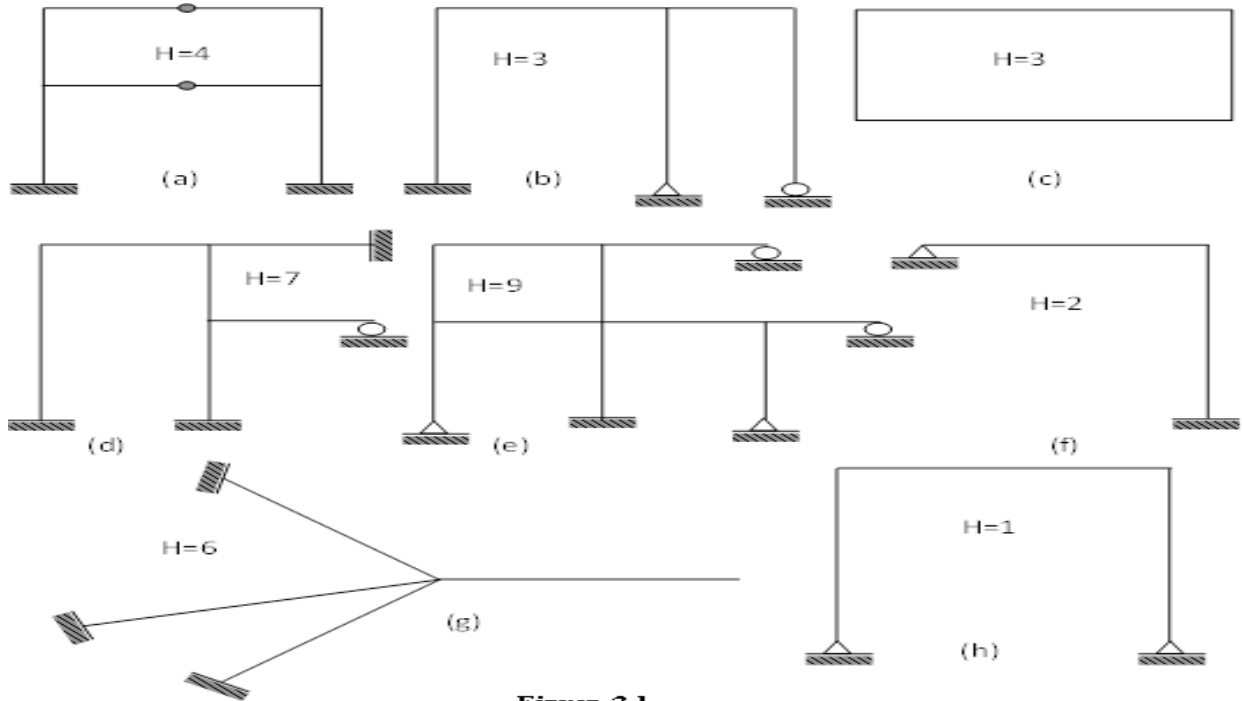 H=4
H=3
H=3
(a)
(b)
(c)
H=7
H=9
H=2
(d)
(e)
(f)
H=6
H=1
(g)
(h)